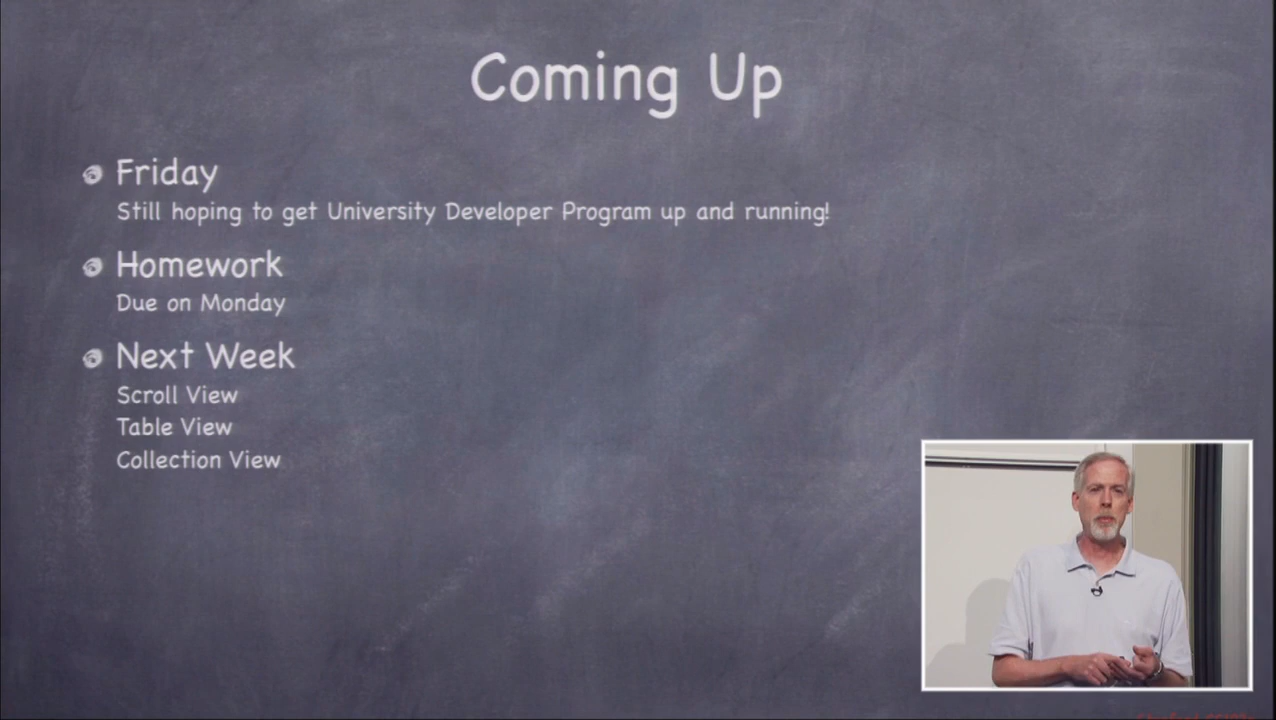 Coming Up
Friday
Still hoping to get University Developer Program up and running!
Homework
Due on Monday
Next Week
Scroll View
Table View
Collection View